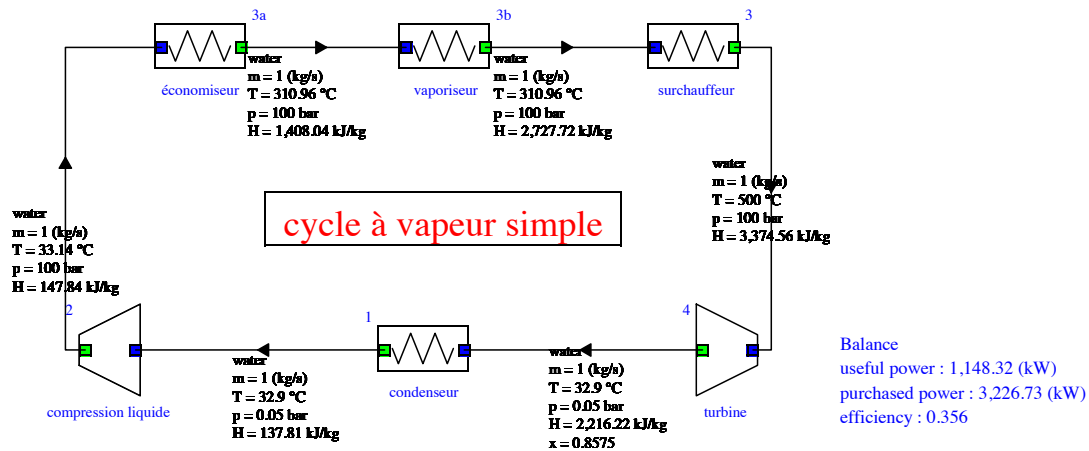 3a
3b
3
économiseur
vaporiseur
surchauffeur
water
m = 1 (kg/s)
T = 310.96 °C
p = 100 bar
H = 1,408.04 kJ/kg
water
m = 1 (kg/s)
T = 310.96 °C
p = 100 bar
H = 2,727.72 kJ/kg
water
m = 1 (kg/s)
T = 500 °C
p = 100 bar
H = 3,374.56 kJ/kg
cycle à vapeur simple
water
m = 1 (kg/s)
T = 33.14 °C
p = 100 bar
H = 147.84 kJ/kg
2
1
4
compression liquide
condenseur
turbine
water
m = 1 (kg/s)
T = 32.9 °C
p = 0.05 bar
H = 137.81 kJ/kg
water
m = 1 (kg/s)
T = 32.9 °C
p = 0.05 bar
H = 2,216.22 kJ/kg
x = 0.8575
Balance
useful power : 1,148.32 (kW)
purchased power : 3,226.73 (kW)
efficiency : 0.356